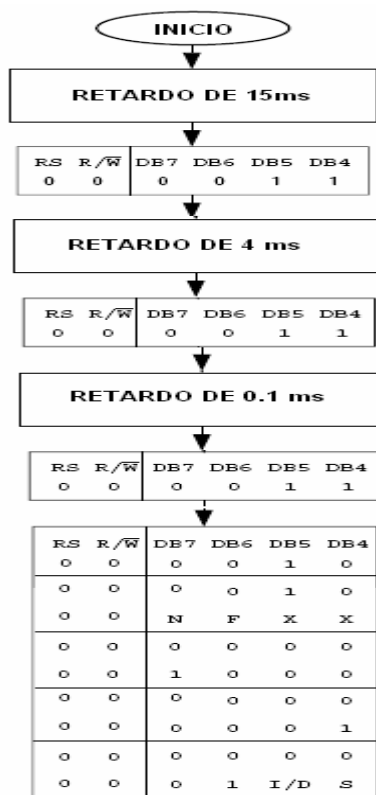 INICIO
RETARDO DE 15ms
RS R/W̅ DB7 DB6 DB5 DB4
0 0 0 0 1 1
RETARDO DE 4 ms
RS R/W̅ DB7 DB6 DB5 DB4
0 0 0 0 1 1
RETARDO DE 0.1 ms
RS R/W̅ DB7 DB6 DB5 DB4
0 0 0 0 1 1
RS R/W̅ DB7 DB6 DB5 DB4
0 0 0 0 1 0
0 0 0 0 1 0
0 0 N F X X
0 0 0 0 0 0
0 0 1 0 0 0
0 0 0 0 0 0
0 0 0 0 0 1
0 0 0 0 0 0
0 0 0 1 I/D S